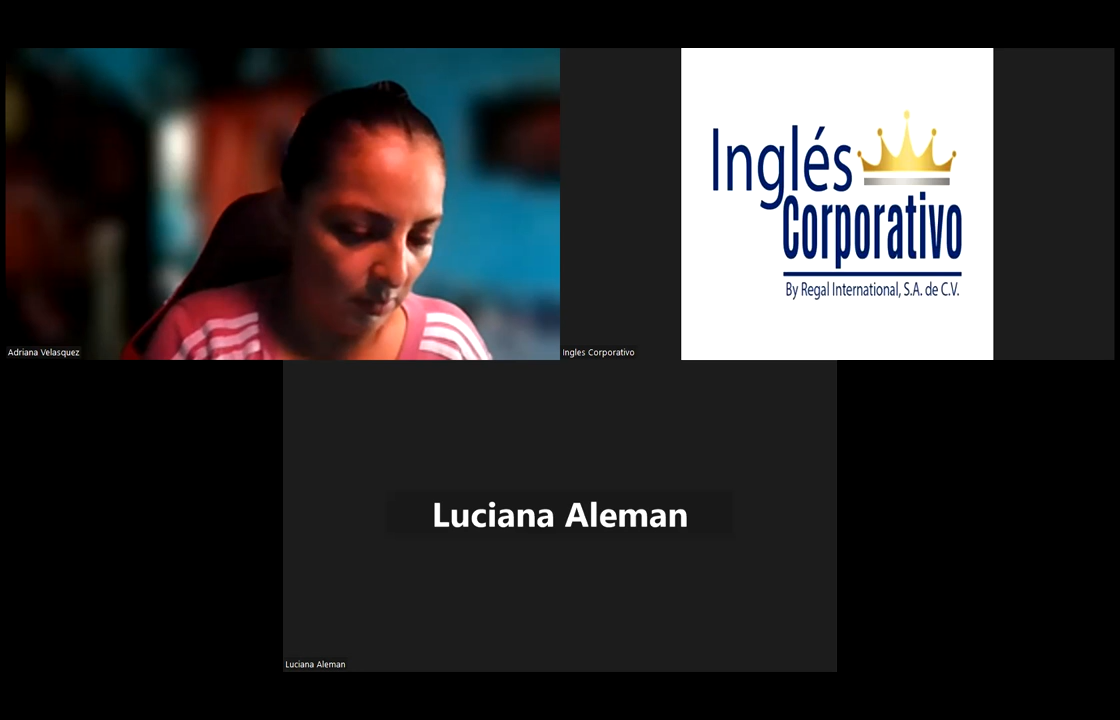 Adriana Velasquez
Inglés
Corporativo
By Regal International, S.A. de C.V.
Ingles Corporativo
Luciana Aleman
Luciana Aleman